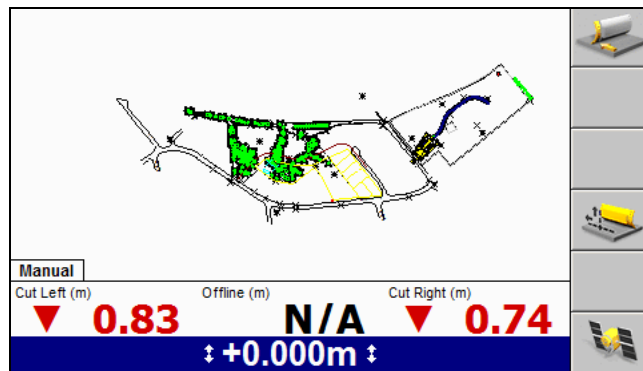 Manual
Cut Left (m) Offline (m) Cut Right (m)
▼ 0.83 N/A ▼ 0.74
↕ +0.000m ↕